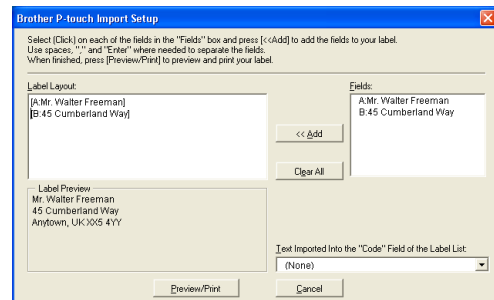 Brother P-touch Import Setup
Select (Click) on each of the fields in the "Fields" box and press [<<Add] to add the fields to your label.
Use spaces, "," and "Enter" where needed to separate the fields.
When finished, press [Preview/Print] to preview and print your label.
Label Layout:
[A:Mr. Walter Freeman]
[B:45 Cumberland Way]
<< Add
Clear All
Fields:
A:Mr. Walter Freeman
B:45 Cumberland Way
Label Preview
Mr. Walter Freeman
45 Cumberland Way
Anytown, UK XX5 4YY
Text Imported Into the "Code" Field of the Label List:
(None)
Preview/Print
Cancel